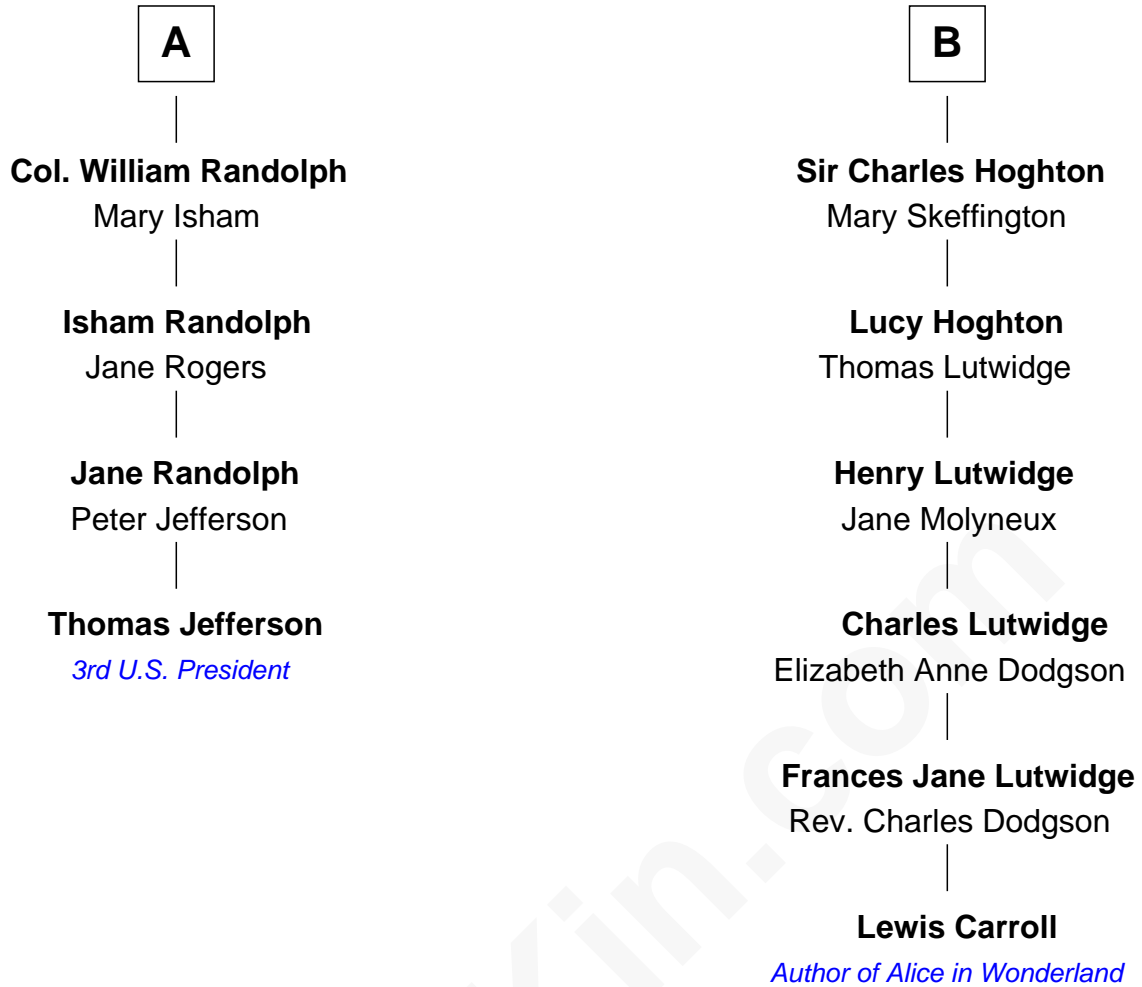 A
Col. William Randolph
Mary Isham
Isham Randolph
Jane Rogers
Jane Randolph
Peter Jefferson
Thomas Jefferson
3rd U.S. President
B
Sir Charles Hoghton
Mary Skeffington
Lucy Hoghton
Thomas Lutwidge
Henry Lutwidge
Jane Molyneux
Charles Lutwidge
Elizabeth Anne Dodgson
Frances Jane Lutwidge
Rev. Charles Dodgson
Lewis Carroll
Author of Alice in Wonderland
Kin.com